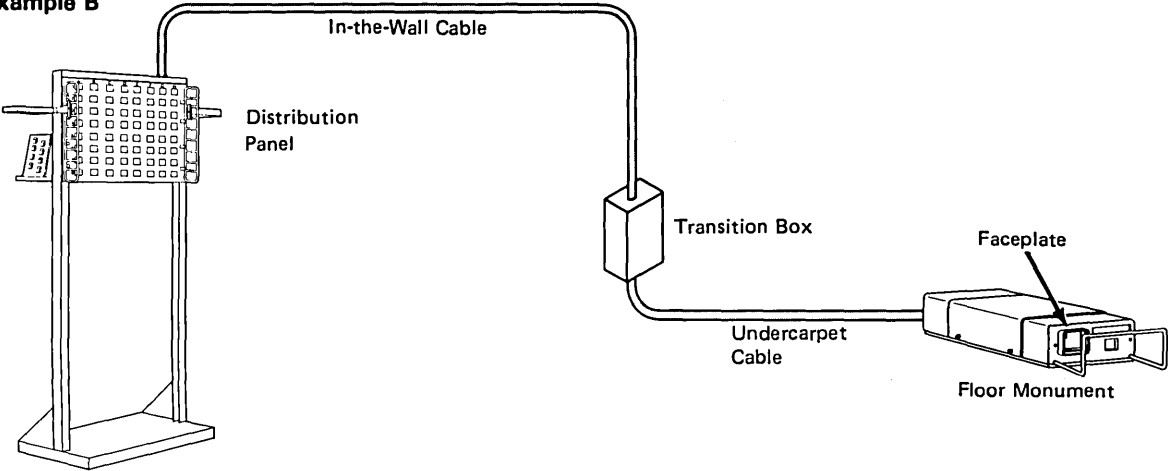 xample B
In-the-Wall Cable
Distribution
Panel
Transition Box
Faceplate
Undercarpet
Cable
Floor Monument